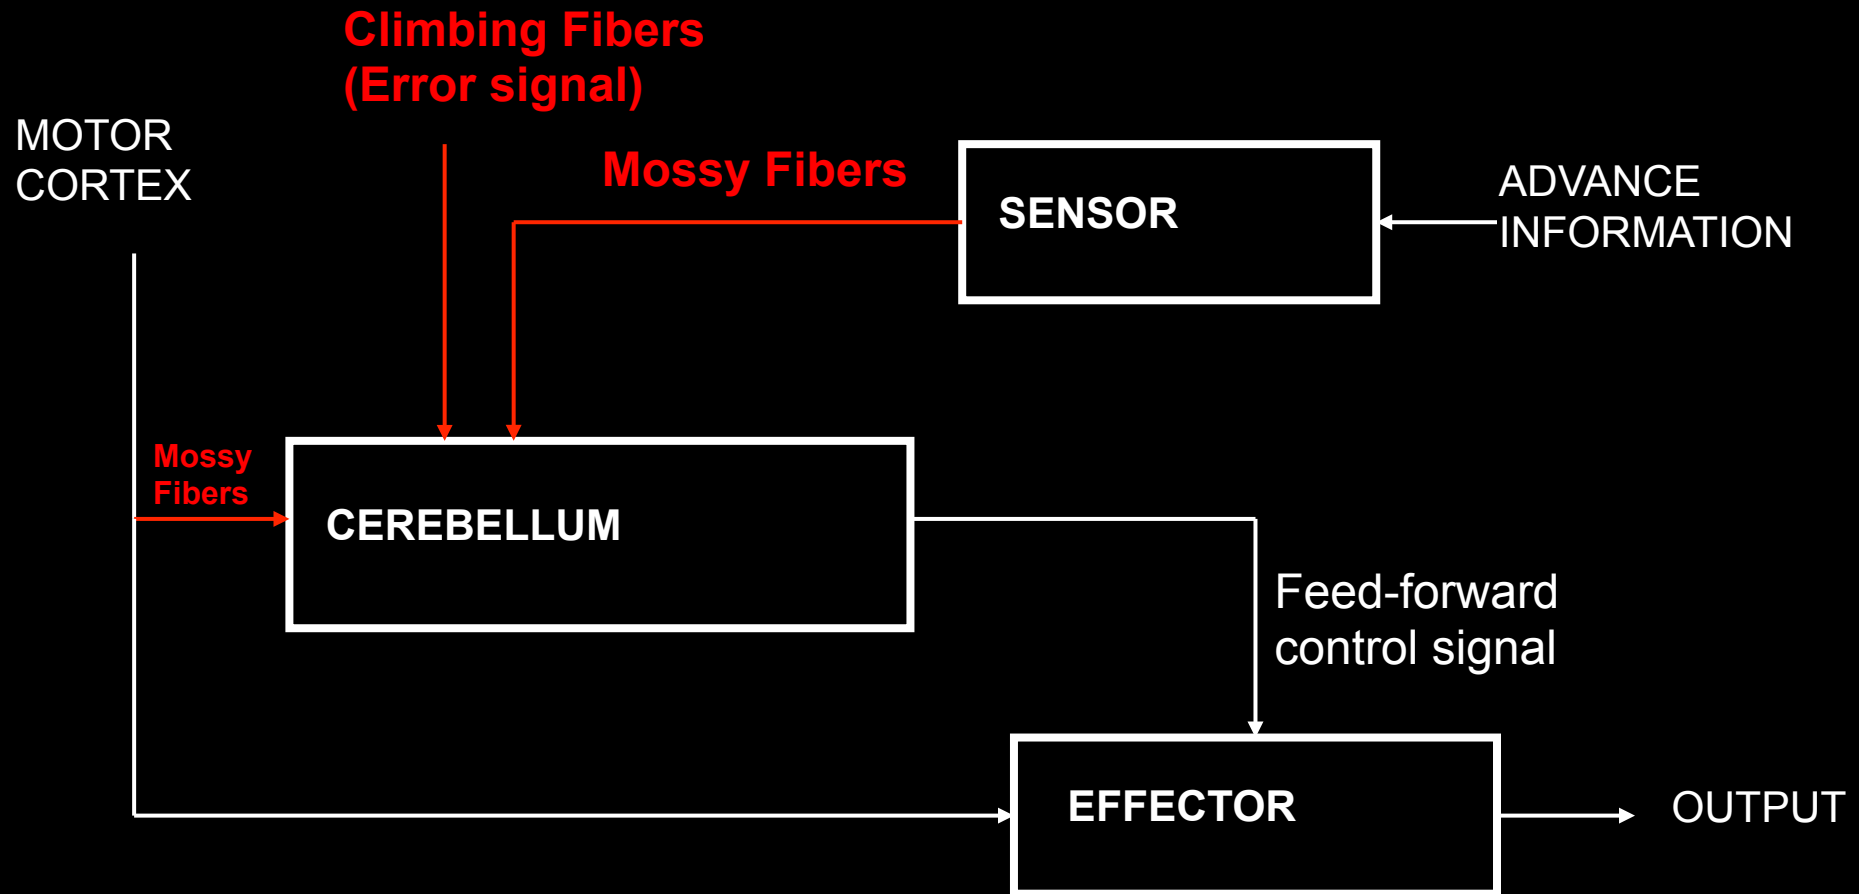 Climbing Fibers
(Error signal)
MOTOR
CORTEX
Mossy Fibers
SENSOR
ADVANCE
INFORMATION
Mossy
Fibers
CEREBELLUM
Feed-forward
control signal
EFFECTOR
OUTPUT